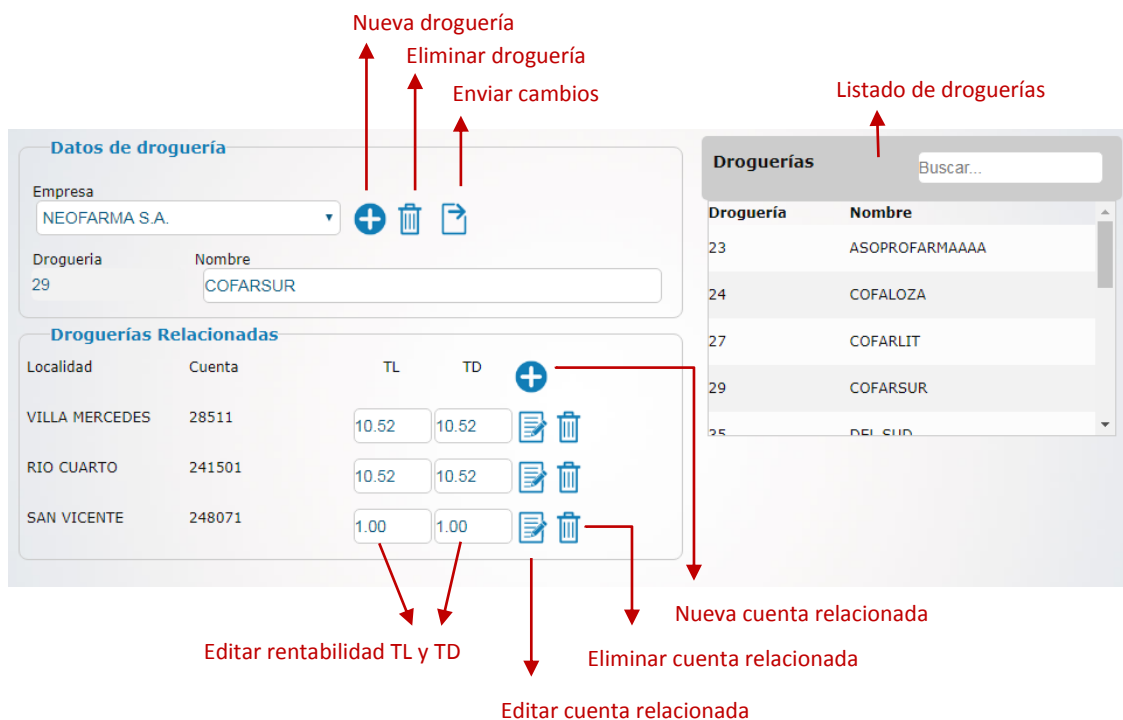 Nueva droguería
Eliminar droguería
Enviar cambios
Listado de droguerías
Datos de droguería
Empresa
NEOFARMA S.A.
Drogueria
Nombre
29
COFARSUR
Droguerías Relacionadas
Localidad Cuenta TL TD
VILLA MERCEDES 28511 10.52 10.52
RIO CUARTO 241501 10.52 10.52
SAN VICENTE 248071 1.00 1.00
Droguerías
Buscar...
Droguería Nombre
23 ASOPROFARMAAAA
24 COFALOZA
27 COFARLIT
29 COFARSUR
DEL SUD
Nueva cuenta relacionada
Editar rentabilidad TL y TD
Eliminar cuenta relacionada
Editar cuenta relacionada